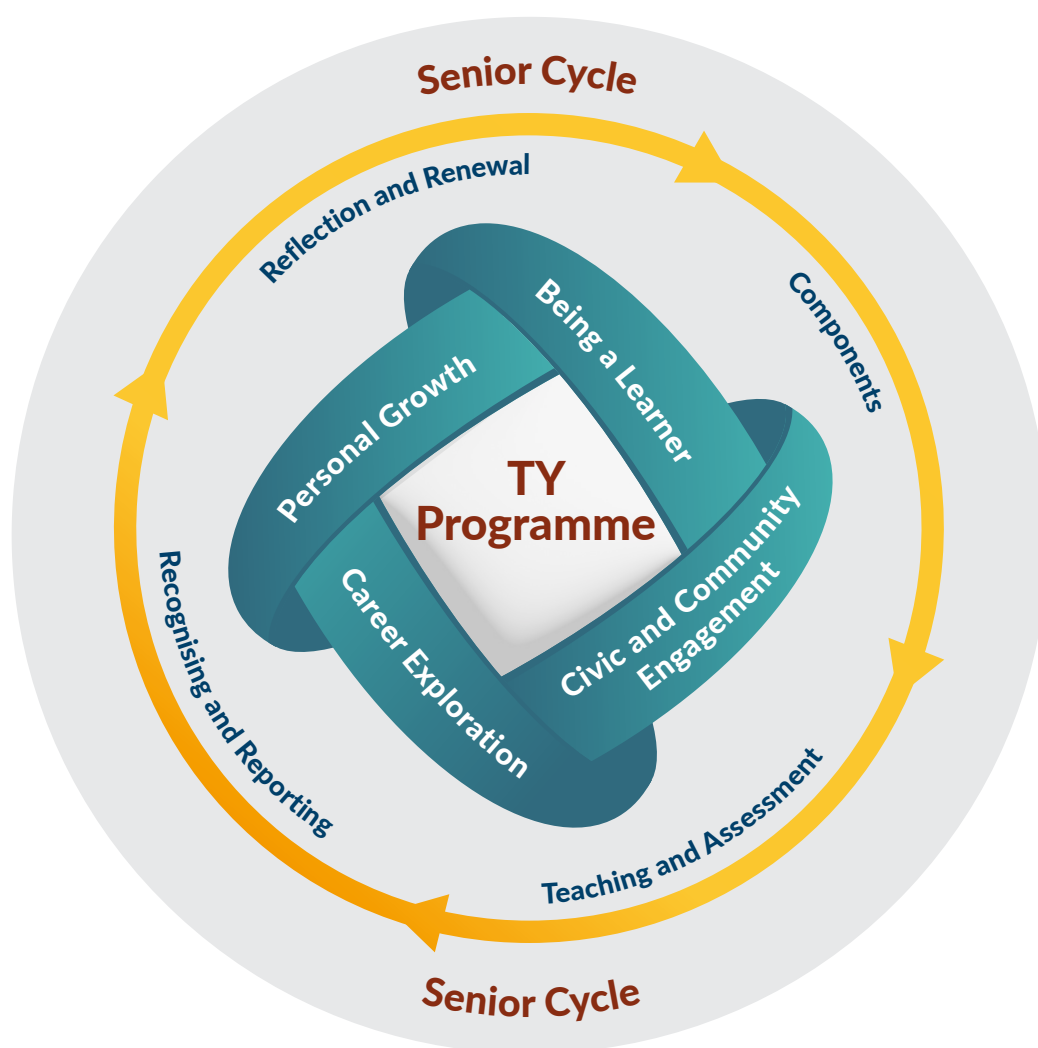 Senior Cycle
Reflection and Renewal
Components
Being a Learner
Personal Growth
TY
Programme
Civic and Community
Engagement
Career Exploration
Recognising and Reporting
Teaching and Assessment
Senior Cycle